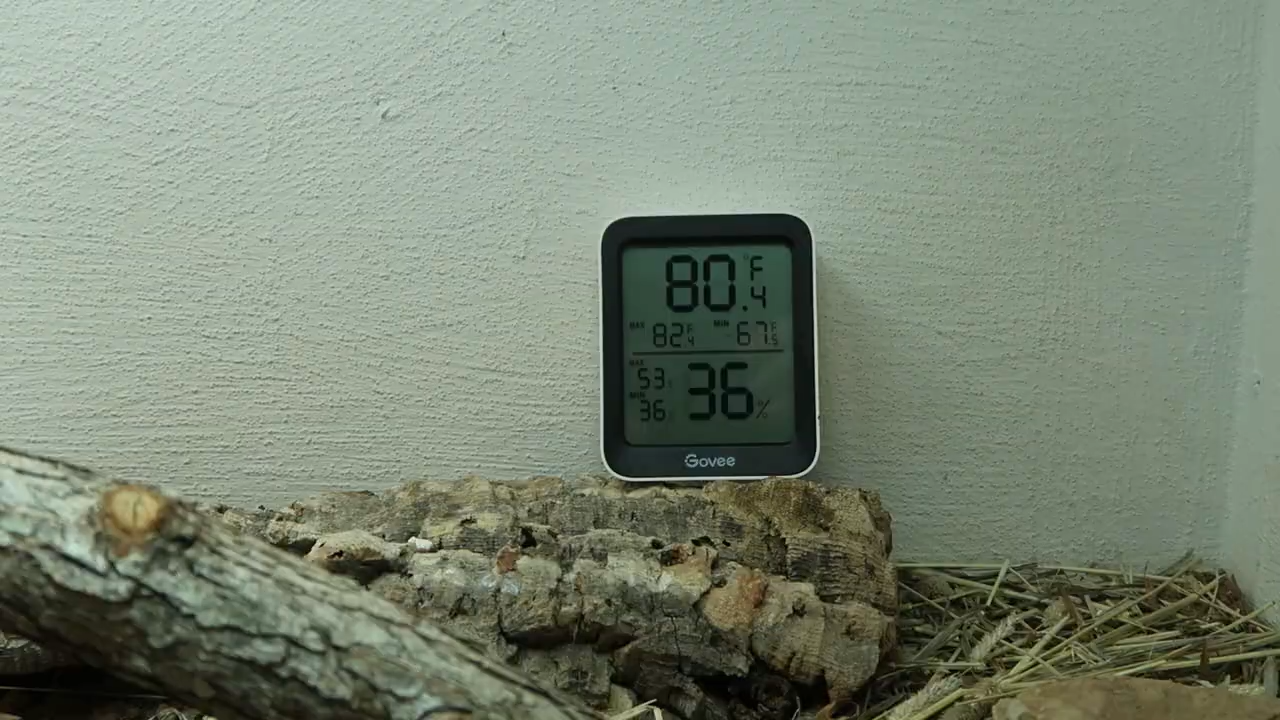 80.4 °F
MAX 82.4 °F MIN 67.5 °F
MAX 53%
36%
MIN 36%
Govee